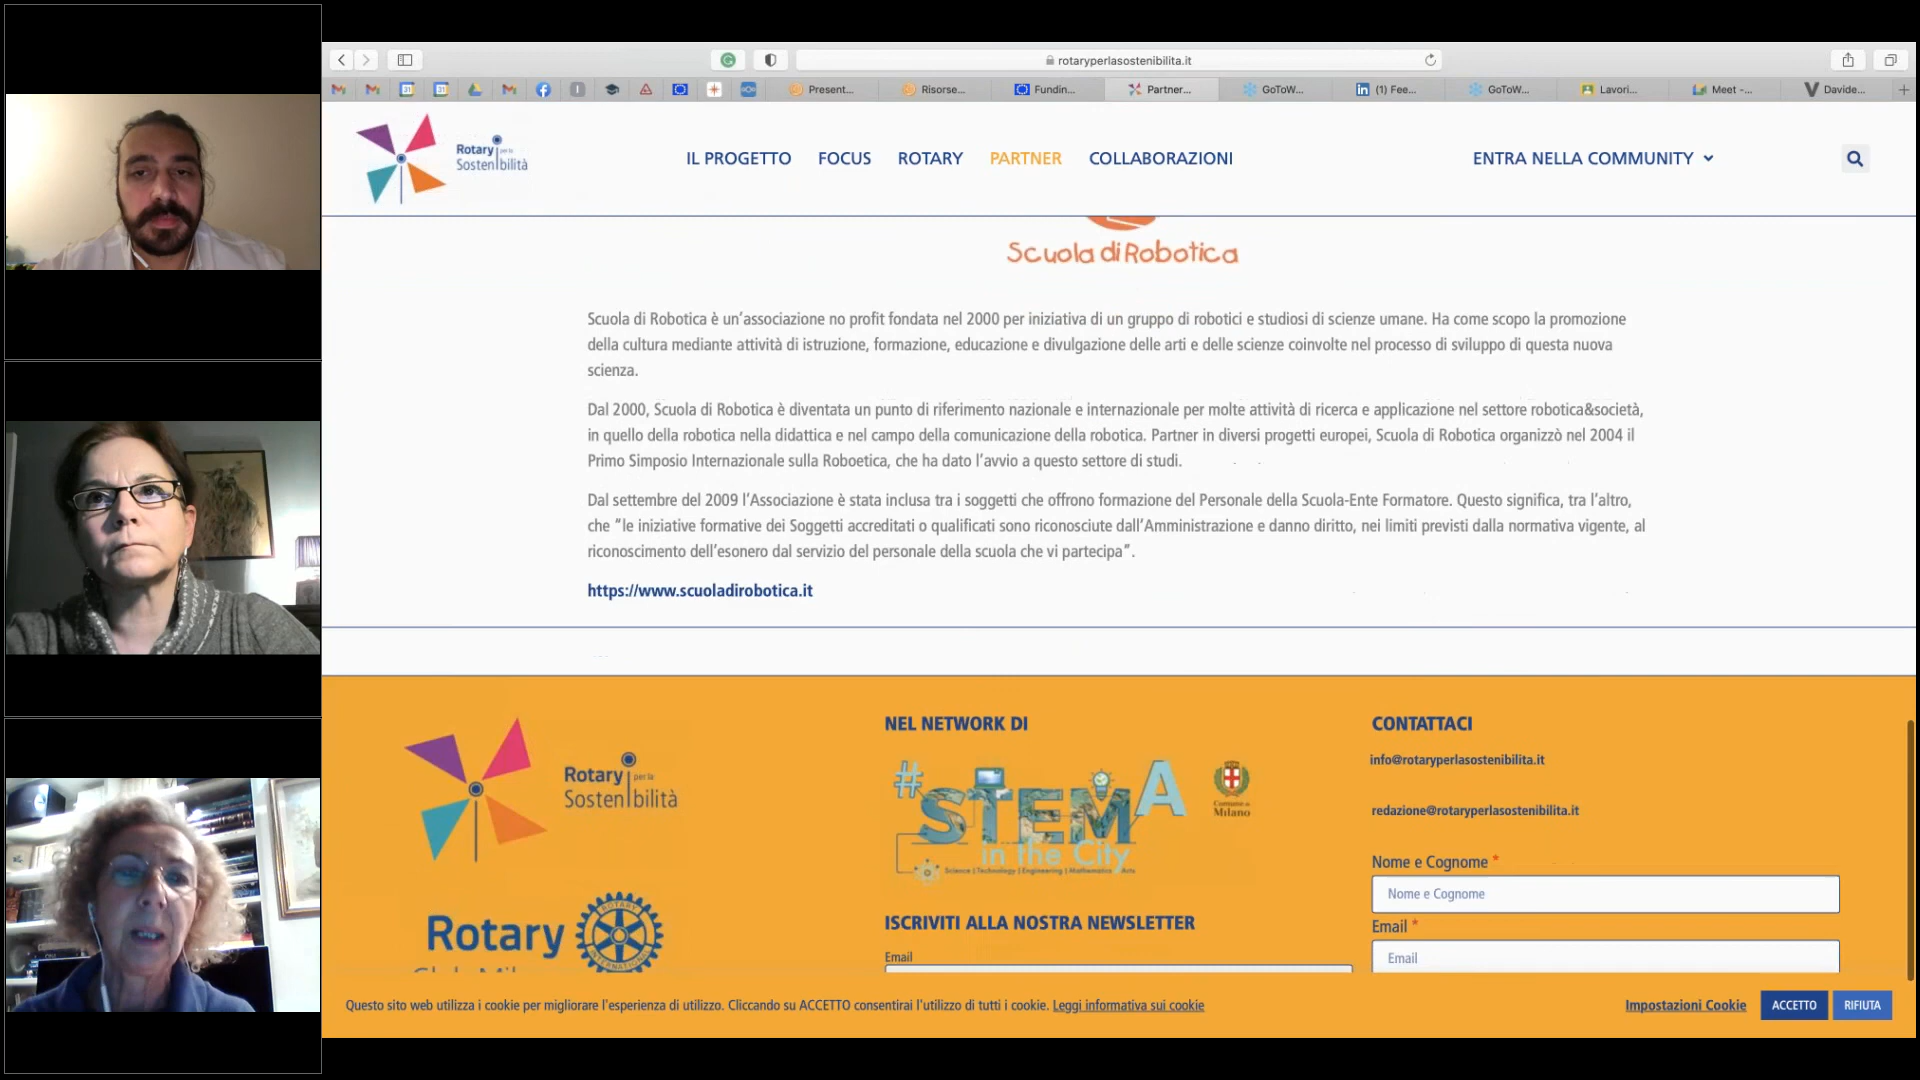 rotaryperlasostenibilita.it
Present...
Risorse...
Fundin...
Partner...
GoToW...
(1) Fee...
GoToW...
Lavori...
Meet -...
Davide...
Rotary per la
Sostenibilità
IL PROGETTO
FOCUS
ROTARY
PARTNER
COLLABORAZIONI
ENTRA NELLA COMMUNITY
Scuola di Robotica
Scuola di Robotica è un’associazione no profit fondata nel 2000 per iniziativa di un gruppo di robotici e studiosi di scienze umane. Ha come scopo la promozione
della cultura mediante attività di istruzione, formazione, educazione e divulgazione delle arti e delle scienze coinvolte nel processo di sviluppo di questa nuova
scienza.
Dal 2000, Scuola di Robotica è diventata un punto di riferimento nazionale e internazionale per molte attività di ricerca e applicazione nel settore robotica&società,
in quello della robotica nella didattica e nel campo della comunicazione della robotica. Partner in diversi progetti europei, Scuola di Robotica organizzò nel 2004 il
Primo Simposio Internazionale sulla Roboetica, che ha dato l’avvio a questo settore di studi.
Dal settembre del 2009 l’Associazione è stata inclusa tra i soggetti che offrono formazione del Personale della Scuola-Ente Formatore. Questo significa, tra l’altro,
che “le iniziative formative dei Soggetti accreditati o qualificati sono riconosciute dall’Amministrazione e danno diritto, nei limiti previsti dalla normativa vigente, al
riconoscimento dell’esonero dal servizio del personale della scuola che vi partecipa”.
https://www.scuoladirobotica.it
Rotary per la
Sostenibilità
Rotary
NEL NETWORK DI
#STEMA
in the City
Science | Technology | Engineering | Mathematics | Arts
Comune di
Milano
ISCRIVITI ALLA NOSTRA NEWSLETTER
Email
CONTATTACI
info@rotaryperlasostenibilita.it
redazione@rotaryperlasostenibilita.it
Nome e Cognome *
Nome e Cognome
Email *
Email
Questo sito web utilizza i cookie per migliorare l'esperienza di utilizzo. Cliccando su ACCETTO consentirai l'utilizzo di tutti i cookie. Leggi informativa sui cookie
Impostazioni Cookie
ACCETTO
RIFIUTA